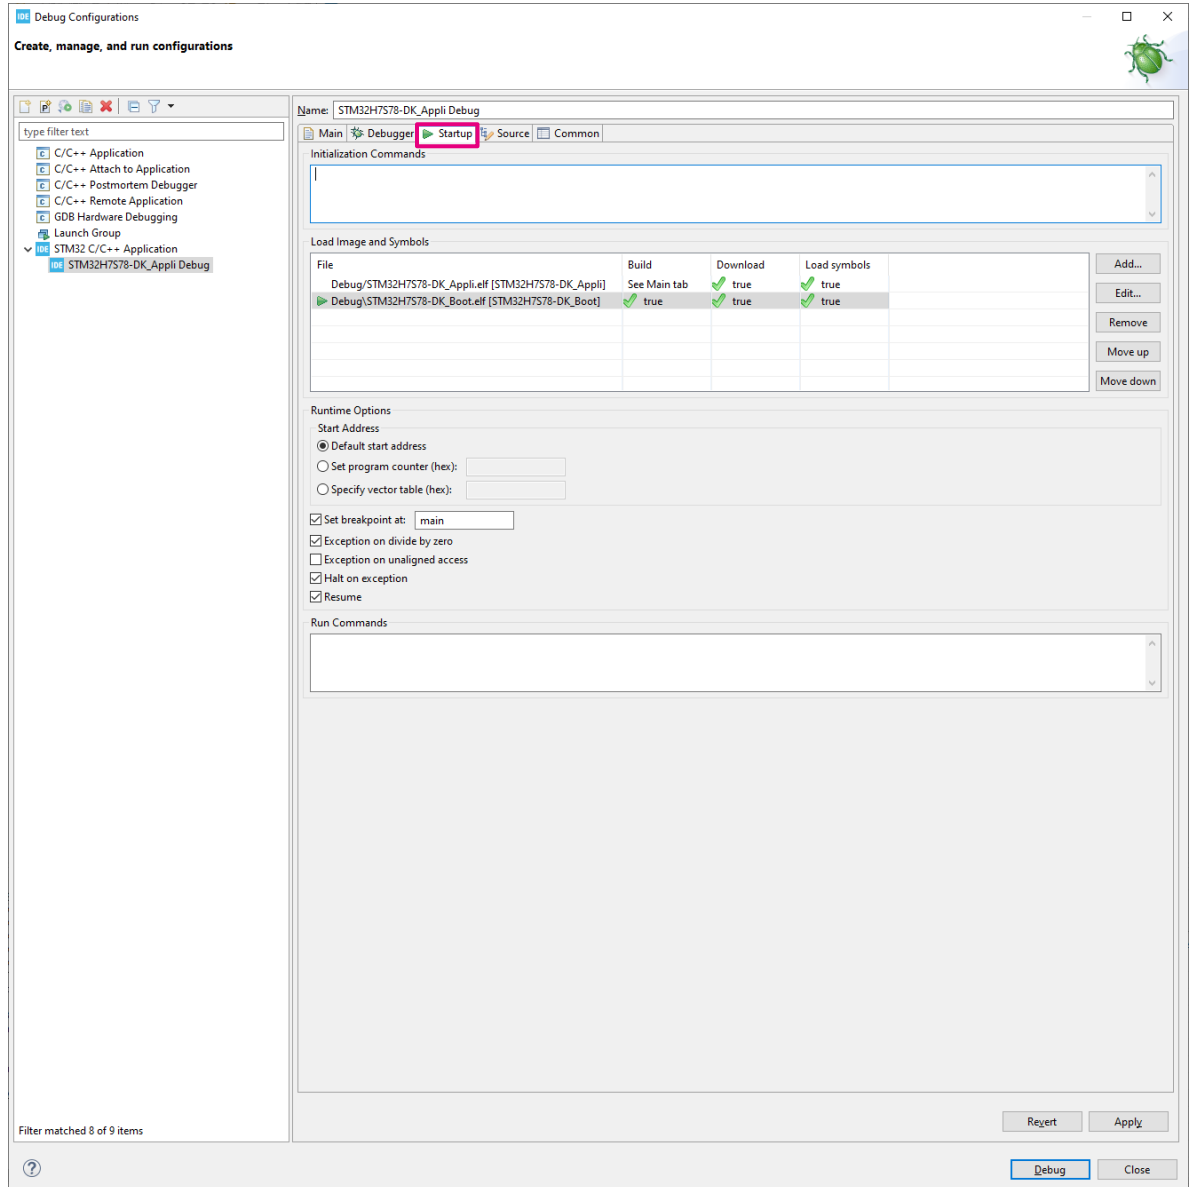 IDE Debug Configurations
Create, manage, and run configurations
type filter text
C/C++ Application
C/C++ Attach to Application
C/C++ Postmortem Debugger
C/C++ Remote Application
GDB Hardware Debugging
Launch Group
IDE STM32 C/C++ Application
IDE STM32H7S78-DK_Appli Debug
Filter matched 8 of 9 items
Name: STM32H7S78-DK_Appli Debug
Main Debugger Startup Source Common
Initialization Commands
Load Image and Symbols
File Build Download Load symbols
Debug/STM32H7S78-DK_Appli.elf [STM32H7S78-DK_Appli] See Main tab true true
Debug\STM32H7S78-DK_Boot.elf [STM32H7S78-DK_Boot] true true true
Add...
Edit...
Remove
Move up
Move down
Runtime Options
Start Address
Default start address
Set program counter (hex):
Specify vector table (hex):
Set breakpoint at: main
Exception on divide by zero
Exception on unaligned access
Halt on exception
Resume
Run Commands
Revert Apply
? Debug Close